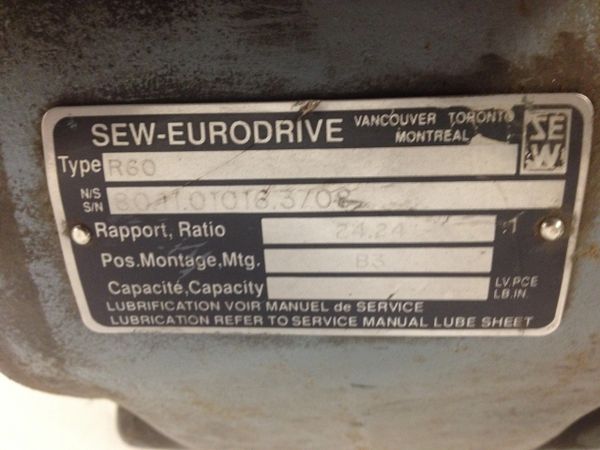 SEW-EURODRIVE
VANCOUVER TORONTO
MONTREAL
SE
W
Type R60
N/S
S/N
Rapport, Ratio 24.24 :1
Pos.Montage,Mtg. B3
Capacité,Capacity
LV.PCE
LB.IN.
LUBRIFICATION VOIR MANUEL de SERVICE
LUBRICATION REFER TO SERVICE MANUAL LUBE SHEET